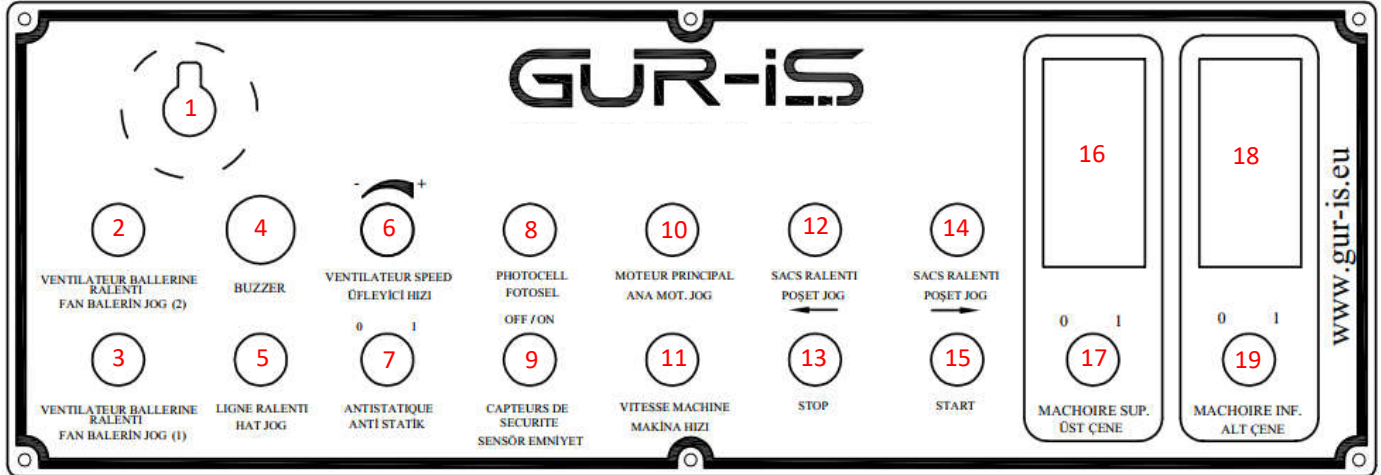 GUR-iS
1
16
18
- +
2
4
6
8
10
12
14
VENTILATEUR BALLERINE
RALENTI
FAN BALERİN JOG (2)
BUZZER
VENTILATEUR SPEED
ÜFLEYİCİ HIZI
PHOTOCELL
FOTOSEL
MOTEUR PRINCIPAL
ANA MOT. JOG
SACS RALENTI
POŞET JOG
SACS RALENTI
POŞET JOG
0 1
OFF / ON
0 1
0 1
3
5
7
9
11
13
15
17
19
VENTILATEUR BALLERINE
RALENTI
FAN BALERİN JOG (1)
LIGNE RALENTI
HAT JOG
ANTISTATIQUE
ANTİ STATİK
CAPTEURS DE
SECURITE
SENSÖR EMNİYET
VITESSE MACHINE
MAKİNA HIZI
STOP
START
MACHOIRE SUP.
ÜST ÇENE
MACHOIRE INF.
ALT ÇENE
www.gur-is.eu